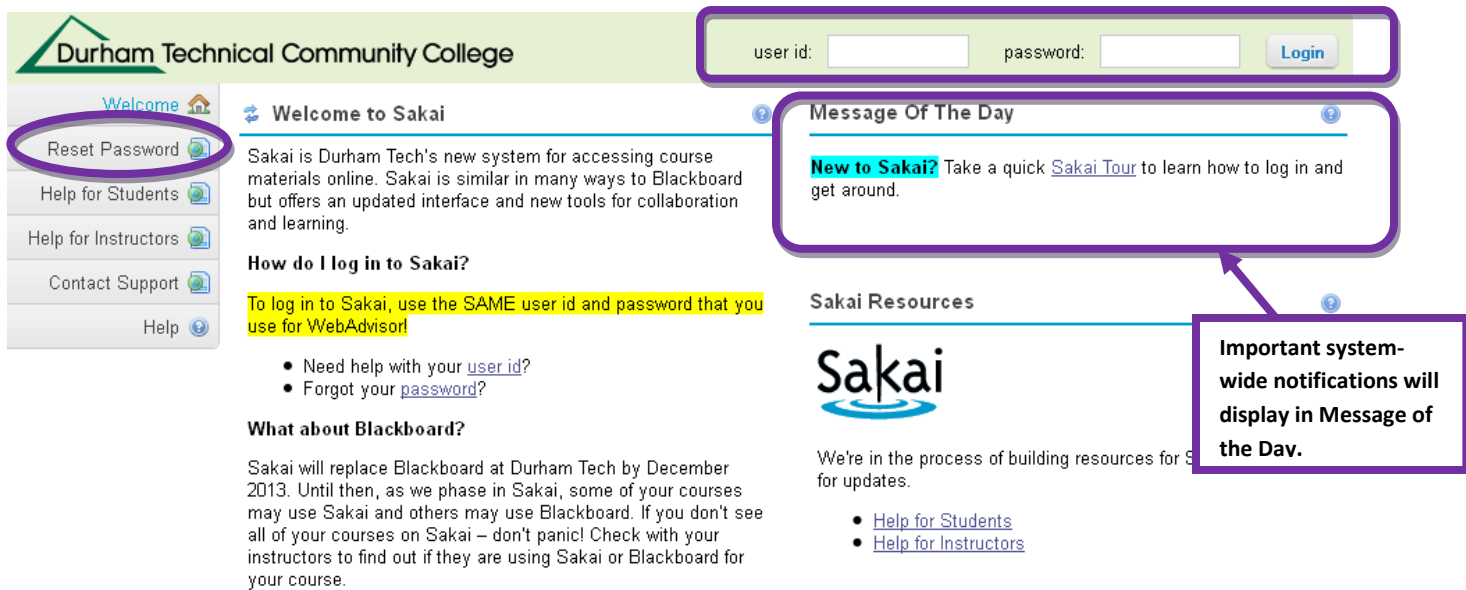 Durham Technical Community College
user id:
password:
Login
Welcome
Reset Password
Help for Students
Help for Instructors
Contact Support
Help
Welcome to Sakai
Sakai is Durham Tech's new system for accessing course
materials online. Sakai is similar in many ways to Blackboard
but offers an updated interface and new tools for collaboration
and learning.
How do I log in to Sakai?
To log in to Sakai, use the SAME user id and password that you
use for WebAdvisor!
• Need help with your user id?
• Forgot your password?
What about Blackboard?
Sakai will replace Blackboard at Durham Tech by December
2013. Until then, as we phase in Sakai, some of your courses
may use Sakai and others may use Blackboard. If you don't see
all of your courses on Sakai – don't panic! Check with your
instructors to find out if they are using Sakai or Blackboard for
your course.
Message Of The Day
New to Sakai? Take a quick Sakai Tour to learn how to log in and
get around.
Sakai Resources
Sakai
We're in the process of building resources for
for updates.
• Help for Students
• Help for Instructors
Important system-
wide notifications will
display in Message of
the Day.